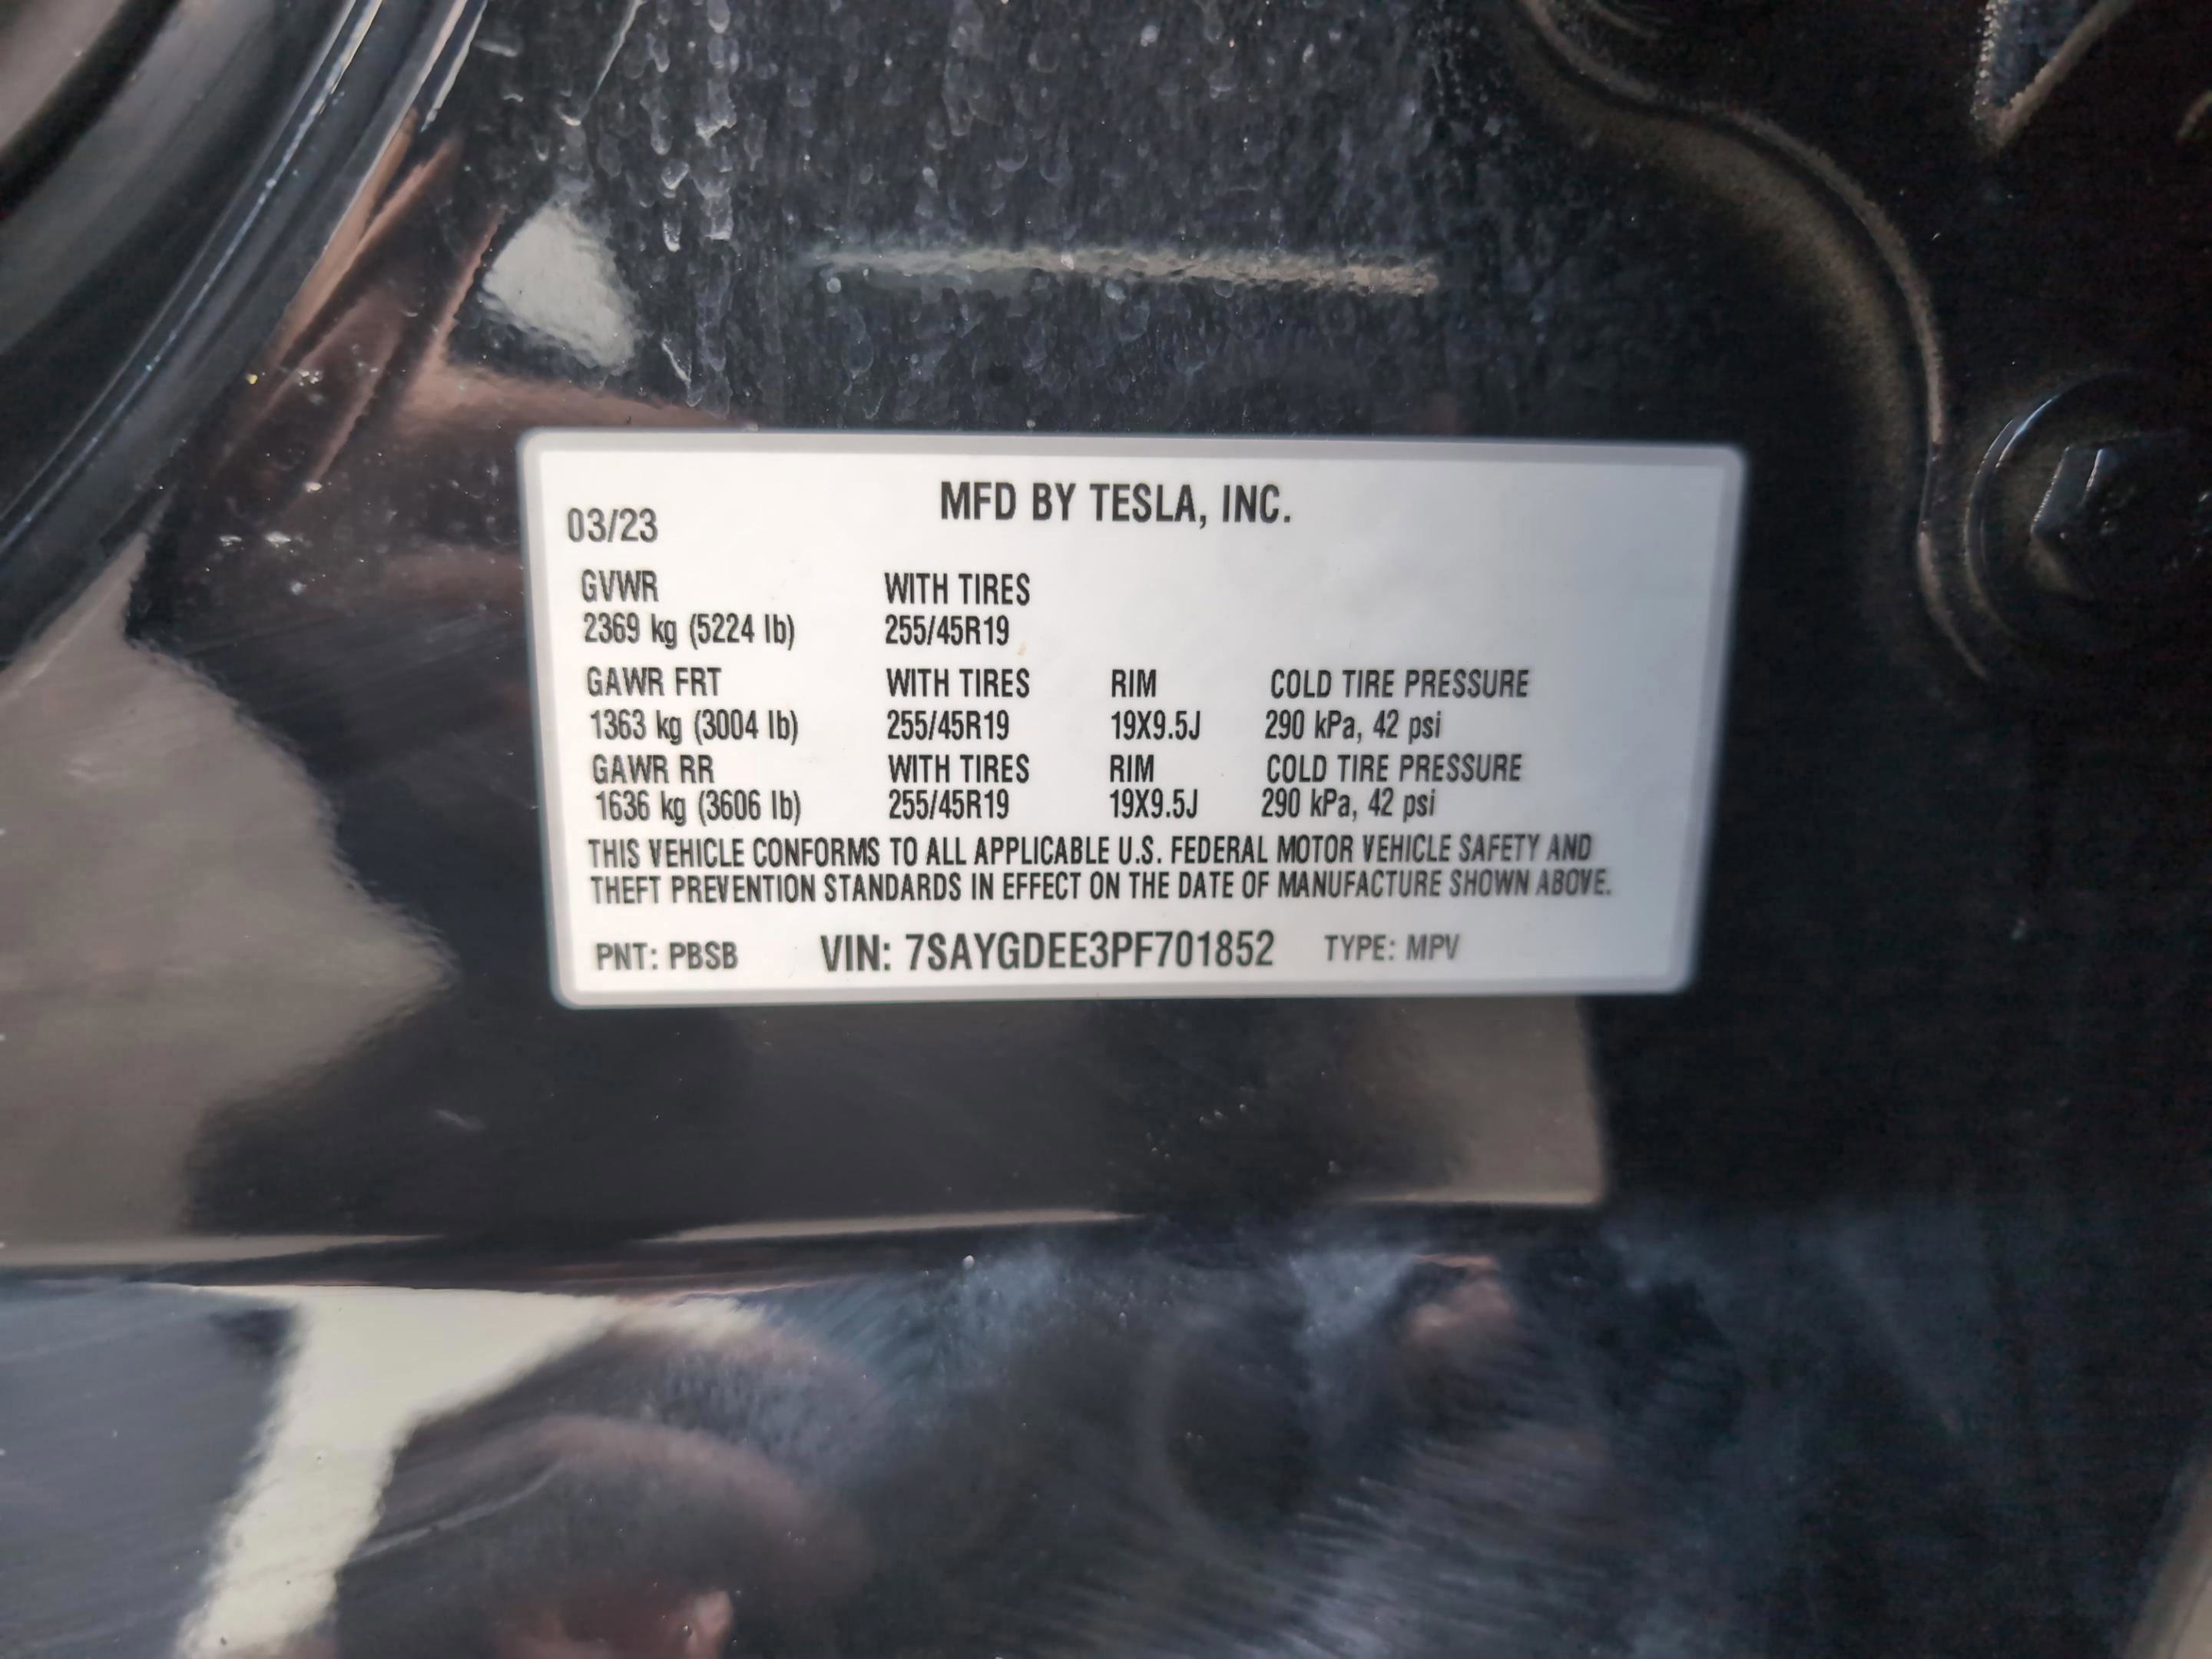 MFD BY TESLA, INC.
03/23
GVWR WITH TIRES
2369 kg (5224 lb) 255/45R19
GAWR FRT WITH TIRES RIM COLD TIRE PRESSURE
1363 kg (3004 lb) 255/45R19 19X9.5J 290 kPa, 42 psi
GAWR RR WITH TIRES RIM COLD TIRE PRESSURE
1636 kg (3606 lb) 255/45R19 19X9.5J 290 kPa, 42 psi
THIS VEHICLE CONFORMS TO ALL APPLICABLE U.S. FEDERAL MOTOR VEHICLE SAFETY AND
THEFT PREVENTION STANDARDS IN EFFECT ON THE DATE OF MANUFACTURE SHOWN ABOVE.
PNT: PBSB VIN: 7SAYGDEE3PF701852 TYPE: MPV